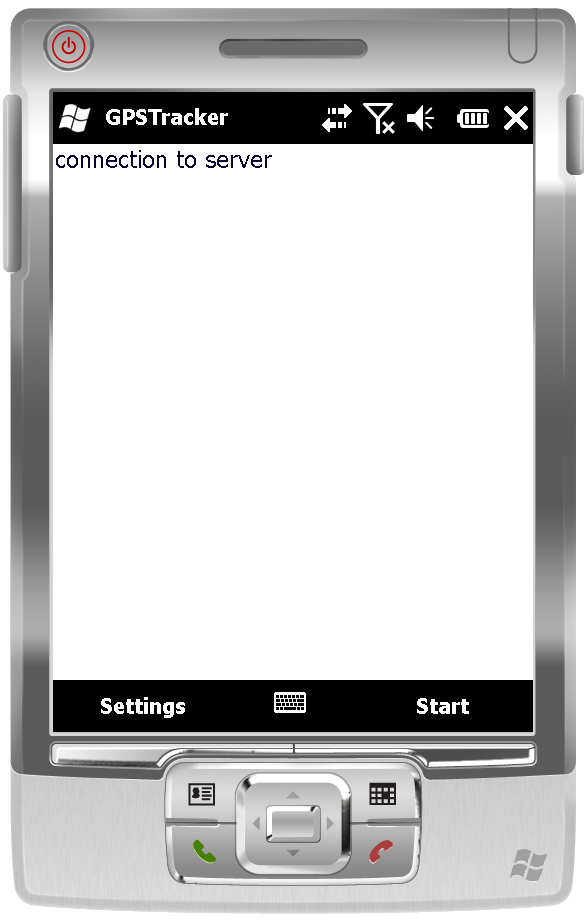 GPSTracker
connection to server
Settings
Start